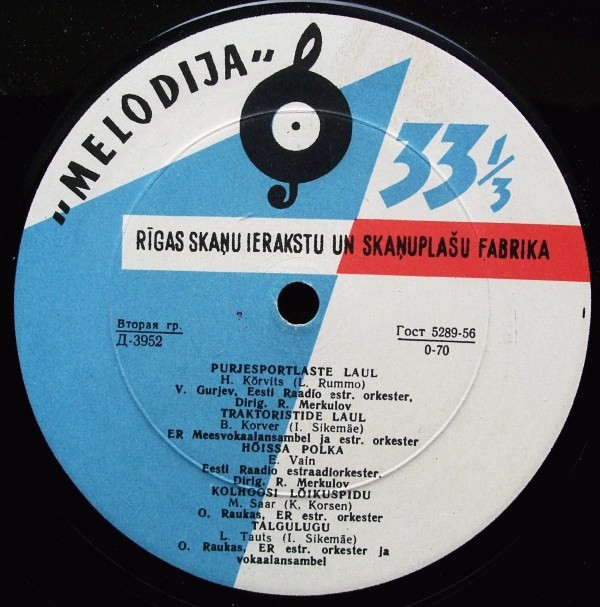 „MELODIJA"
33 1/3
RĪGAS SKAŅU IERAKSTU UN SKAŅUPLAŠU FABRIKA
Вторая гр.
Д-3952
Гост 5289-56
0-70
PURJESPORTLASTE LAUL
H. Kõrvits (L. Rummo)
V. Gurjev, Eesti Raadio estr. orkester,
Dirig. R. Merkulov
TRAKTORISTIDE LAUL
B. Korver (I. Sikemäe)
ER Meesvokaalansambel ja estr. orkester
HÕISSA POLKA
E. Vain
Eesti Raadio estraadiorkester,
Dirig. R. Merkulov
KOLHOOSI LÕIKUSPIDU
M. Saar (K. Korsen)
O. Raukas, ER estr. orkester
TALGULUGU
L. Tauts (I. Sikemäe)
O. Raukas, ER estr. orkester ja
vokaalansambel